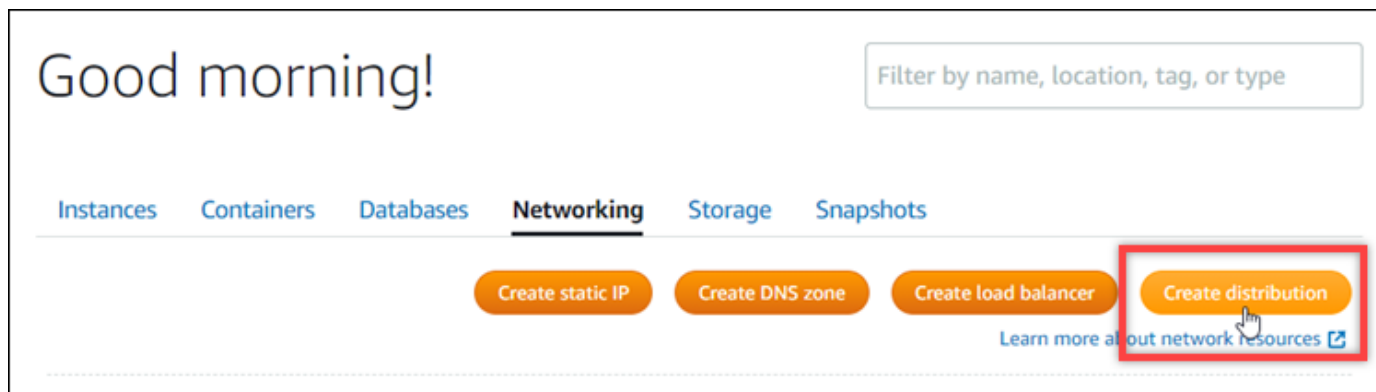 Good morning!
Filter by name, location, tag, or type
Instances Containers Databases Networking Storage Snapshots
Create static IP Create DNS zone Create load balancer Create distribution
Learn more about network resources